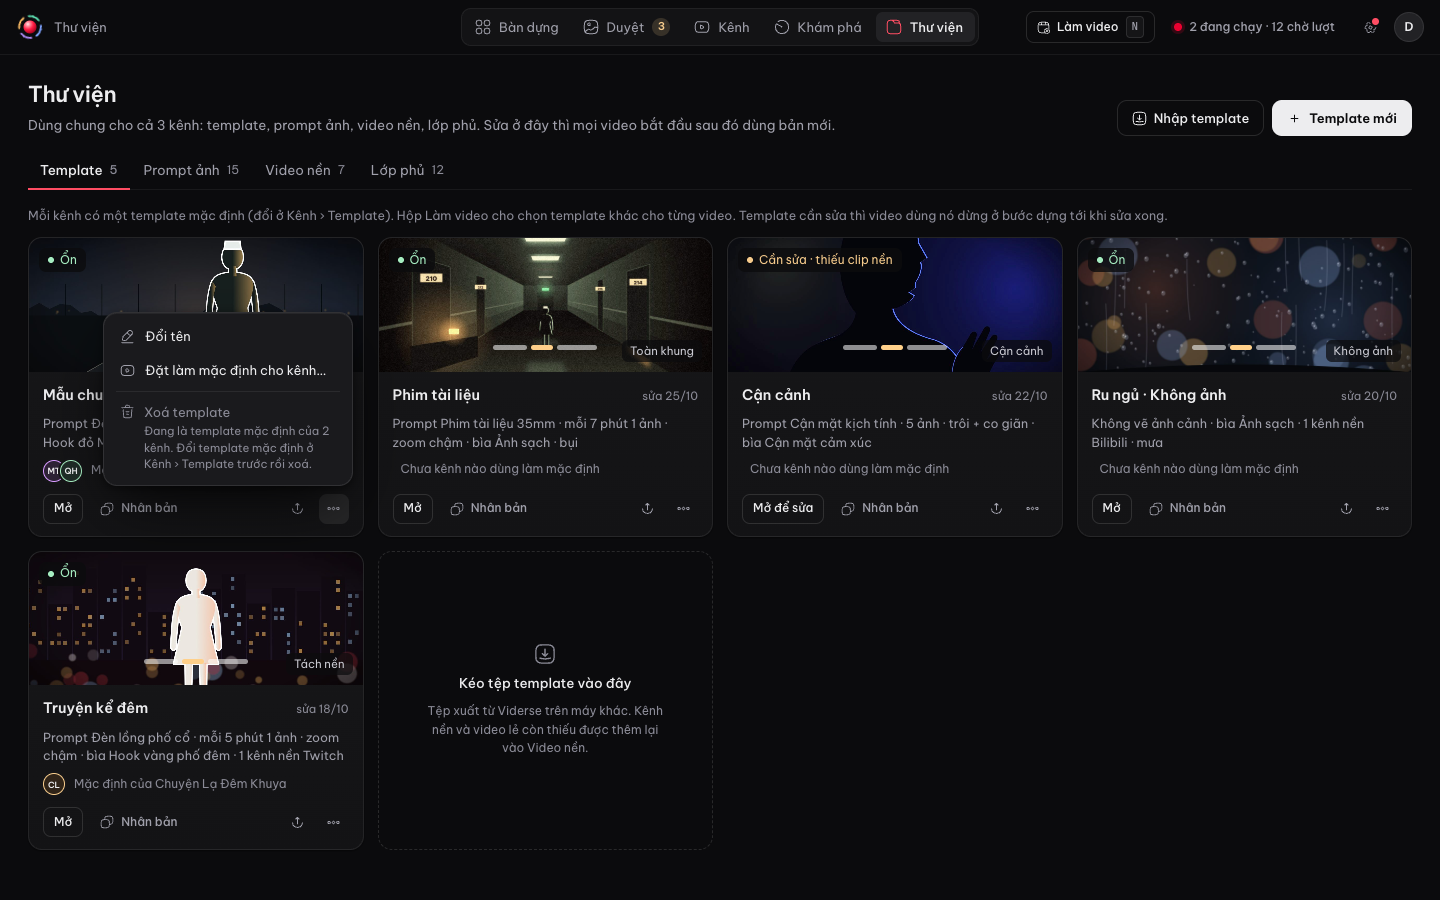 Thư viện
Bàn dựng
Duyệt 3
Kênh
Khám phá
Thư viện
Làm video N
2 đang chạy · 12 chờ lượt
D
Thư viện
Dùng chung cho cả 3 kênh: template, prompt ảnh, video nền, lớp phủ. Sửa ở đây thì mọi video bắt đầu sau đó dùng bản mới.
Nhập template
Template mới
Template 5
Prompt ảnh 15
Video nền 7
Lớp phủ 12
Mỗi kênh có một template mặc định (đổi ở Kênh › Template). Hộp Làm video cho chọn template khác cho từng video. Template cần sửa thì video dùng nó dừng ở bước dựng tới khi sửa xong.
Ổn
Đổi tên
Đặt làm mặc định cho kênh...
Xoá template
Đang là template mặc định của 2
kênh. Đổi template mặc định ở
Kênh › Template trước rồi xoá.
Mẫu chu
Hook đỏ
QH
Mở
Nhân bản
Ổn
210
214
Toàn khung
Phim tài liệu
sửa 25/10
Prompt Phim tài liệu 35mm · mỗi 7 phút 1 ảnh ·
zoom chậm · bìa Ảnh sạch · bụi
Chưa kênh nào dùng làm mặc định
Mở
Nhân bản
Cần sửa · thiếu clip nền
Cận cảnh
Cận cảnh
sửa 22/10
Prompt Cận mặt kịch tính · 5 ảnh · trôi + co giãn ·
bìa Cận mặt cảm xúc
Chưa kênh nào dùng làm mặc định
Mở để sửa
Nhân bản
Ổn
Không ảnh
Ru ngủ · Không ảnh
sửa 20/10
Không vẽ ảnh cảnh · bìa Ảnh sạch · 1 kênh nền
Bilibili · mưa
Chưa kênh nào dùng làm mặc định
Mở
Nhân bản
Ổn
Tách nền
Truyện kể đêm
sửa 18/10
Prompt Đèn lồng phố cổ · mỗi 5 phút 1 ảnh · zoom
chậm · bìa Hook vàng phố đêm · 1 kênh nền Twitch
CL
Mặc định của Chuyện Lạ Đêm Khuya
Mở
Nhân bản
Kéo tệp template vào đây
Tệp xuất từ Viderse trên máy khác. Kênh
nền và video lẻ còn thiếu được thêm lại
vào Video nền.